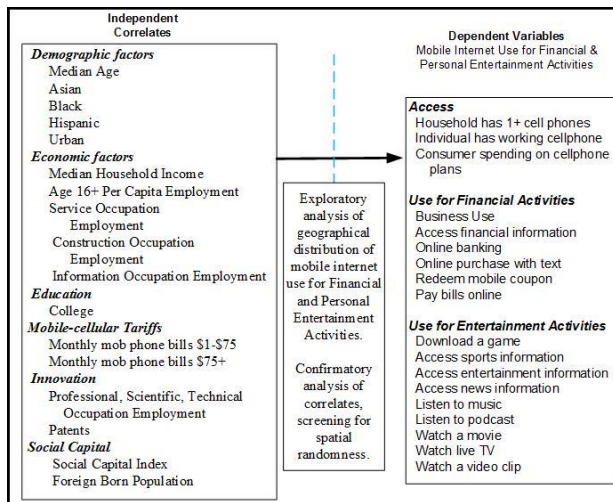 Independent
Correlates
Demographic factors
Median Age
Asian
Black
Hispanic
Urban
Economic factors
Median Household Income
Age 16+ Per Capita Employment
Service Occupation
Employment
Construction Occupation
Employment
Information Occupation Employment
Education
College
Mobile-cellular Tariffs
Monthly mob phone bills $1-$75
Monthly mob phone bills $75+
Innovation
Professional, Scientific, Technical
Occupation Employment
Patents
Social Capital
Social Capital Index
Foreign Born Population
Exploratory
analysis of
geographical
distribution of
mobile internet
use for Financial
and Personal
Entertainment
Activities.
Confirmatory
analysis of
correlates,
screening for
spatial
randomness.
Dependent Variables
Mobile Internet Use for Financial &
Personal Entertainment Activities
Access
Household has 1+ cell phones
Individual has working cellphone
Consumer spending on cellphone
plans
Use for Financial Activities
Business Use
Access financial information
Online banking
Online purchase with text
Redeem mobile coupon
Pay bills online
Use for Entertainment Activities
Download a game
Access sports information
Access entertainment information
Access news information
Listen to music
Listen to podcast
Watch a movie
Watch live TV
Watch a video clip